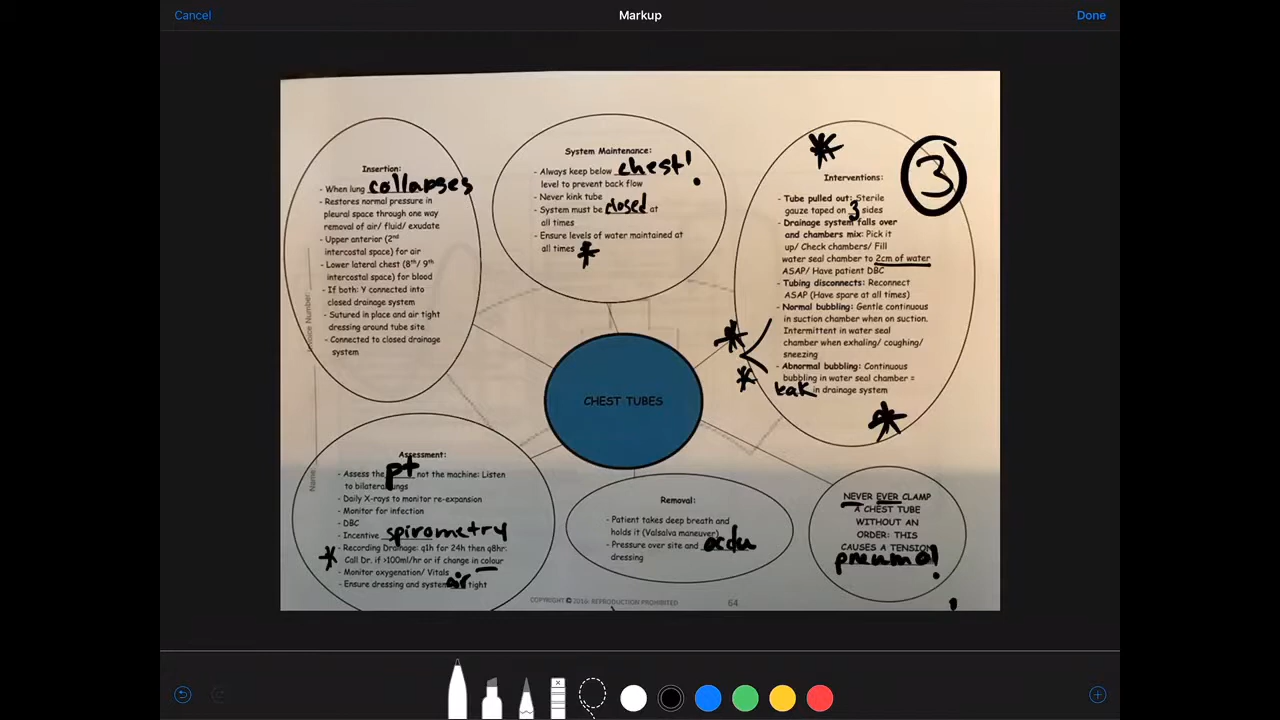 Cancel
Markup
Done
Insertion:
- When lung collapses
- Restores normal pressure in
pleural space through one way
removal of air/ fluid/ exudate
- Upper anterior (2nd
intercostal space) for air
- Lower lateral chest (8th/ 9th
intercostal space) for blood
- If both: Y connected into
closed drainage system
- Sutured in place and air tight
dressing around tube site
- Connected to closed drainage
system
System Maintenance:
- Always keep below chest!
level to prevent back flow
- Never kink tube
- System must be closed at
all times
- Ensure levels of water maintained at
all times *
* 3
Interventions:
- Tube pulled out: Sterile
gauze taped on 3 sides
- Drainage system falls over
and chambers mix: Pick it
up/ Check chambers/ Fill
water seal chamber to 2cm of water
ASAP/ Have patient DBC
- Tubing disconnects: Reconnect
ASAP (Have spare at all times)
- Normal bubbling: Gentle continuous
in suction chamber when on suction.
Intermittent in water seal
chamber when exhaling/ coughing/
sneezing
- Abnormal bubbling: Continuous
bubbling in water seal chamber =
leak in drainage system
CHEST TUBES
Assessment:
- Assess the pt not the machine: Listen
to bilateral lungs
- Daily X-rays to monitor re-expansion
- Monitor for infection
- DBC
- Incentive spirometry
* - Recording Drainage: q1h for 24h then q8hr:
Call Dr. if >100ml/hr or if change in colour
- Monitor oxygenation/ Vitals
- Ensure dressing and system air tight
Removal:
- Patient takes deep breath and
holds it (Valsalva maneuver)
- Pressure over site and
dressing
NEVER EVER CLAMP
A CHEST TUBE
WITHOUT AN
ORDER: THIS
CAUSES A TENSION
pneumo!
Invoice Number:
Name:
COPYRIGHT © 2016: REPRODUCTION PROHIBITED
64